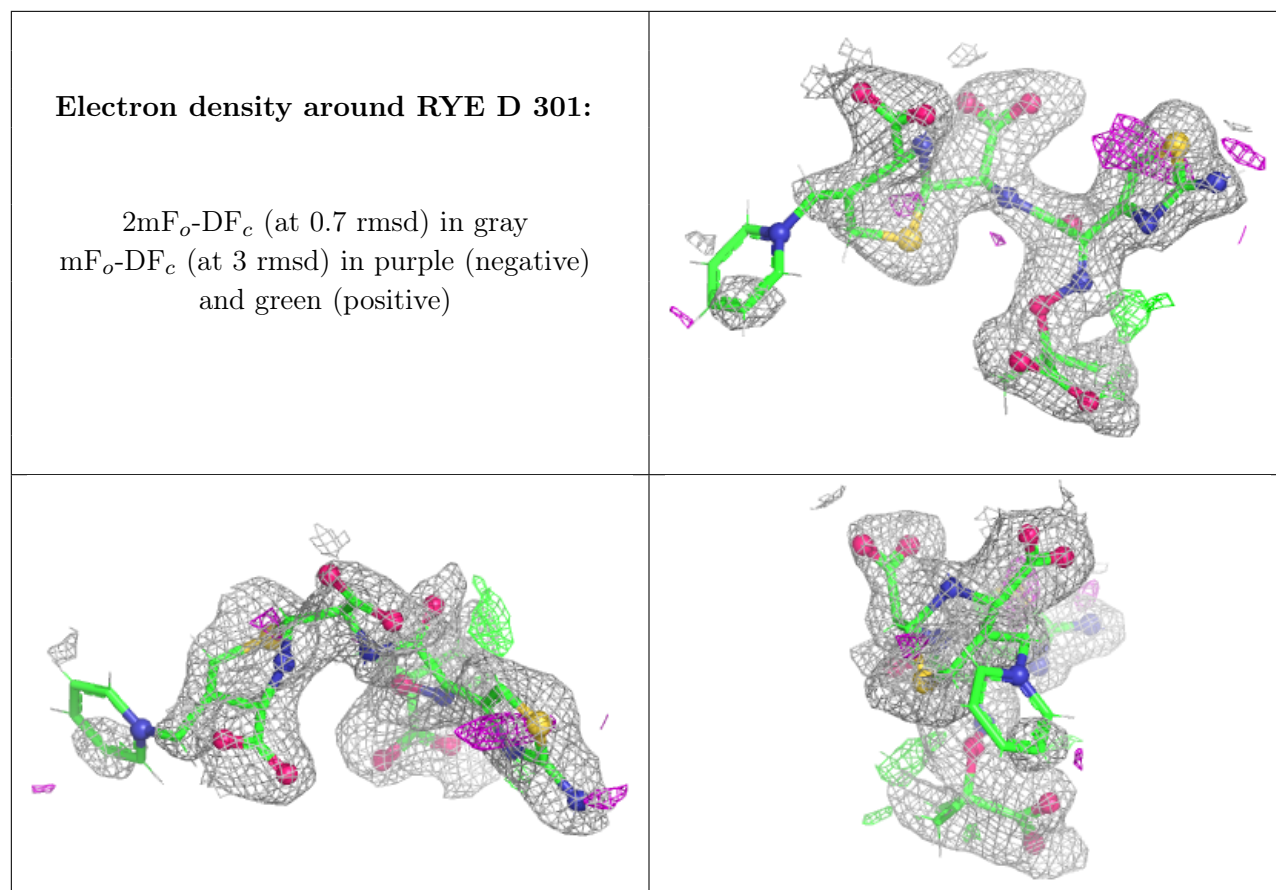 Electron density around RYE D 301:
2mFo-DFc (at 0.7 rmsd) in gray
mFo-DFc (at 3 rmsd) in purple (negative)
and green (positive)